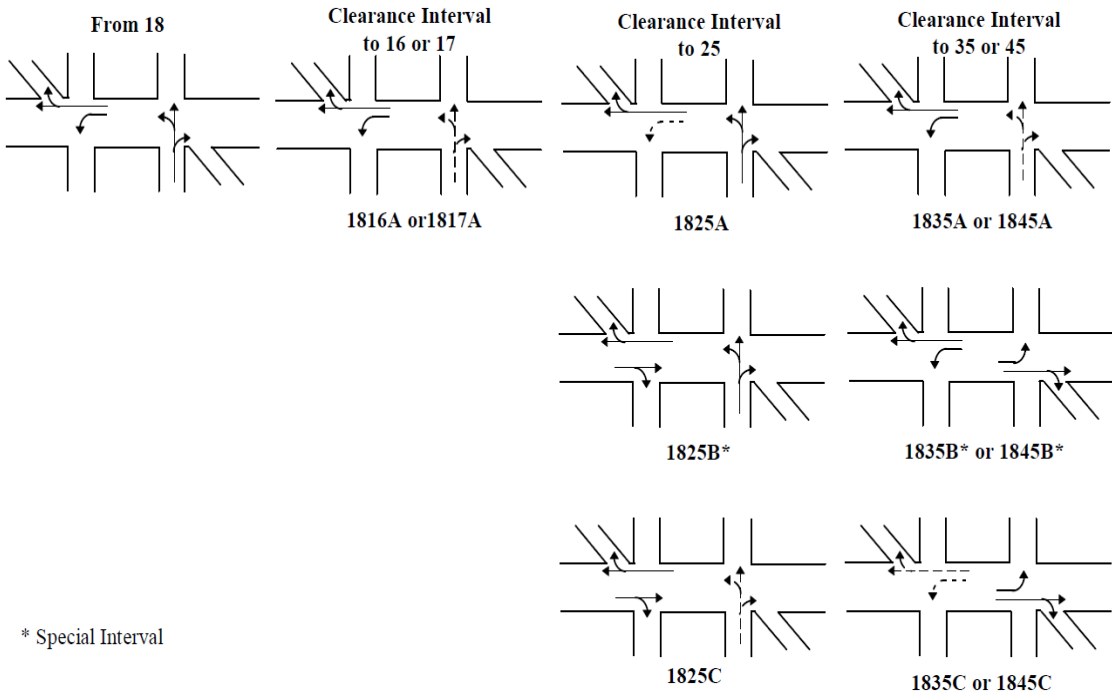 From 18
Clearance Interval
to 16 or 17
Clearance Interval
to 25
Clearance Interval
to 35 or 45
1816A or1817A
1825A
1835A or 1845A
1825B*
1835B* or 1845B*
* Special Interval
1825C
1835C or 1845C